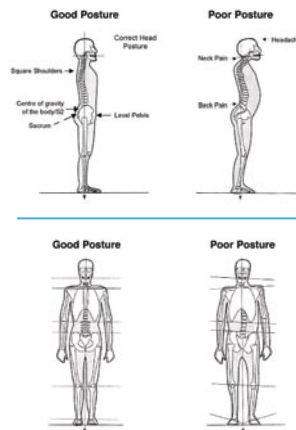 Good Posture
Correct Head
Posture
Square Shoulders
Centre of gravity
of the body/S2
Sacrum
Level Pelvis
Poor Posture
Headach
Neck Pain
Back Pain
Good Posture
Poor Posture